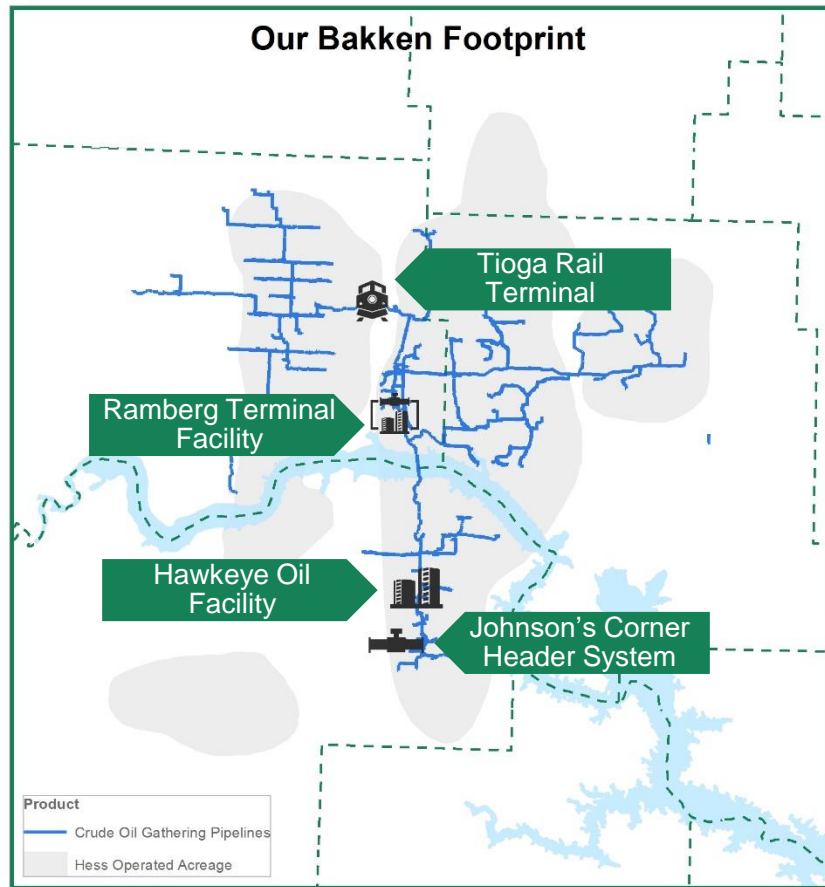 Our Bakken Footprint
Tioga Rail
Terminal
Ramberg Terminal
Facility
Hawkeye Oil
Facility
Johnson’s Corner
Header System
Product
Crude Oil Gathering Pipelines
Hess Operated Acreage